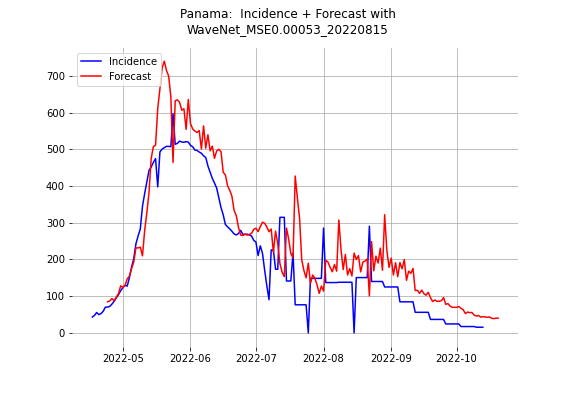 Panama:  Incidence + Forecast with
WaveNet_MSE0.00053_20220815
Incidence
Forecast
700
600
500
400
300
200
100
0
2022-05 2022-06 2022-07 2022-08 2022-09 2022-10